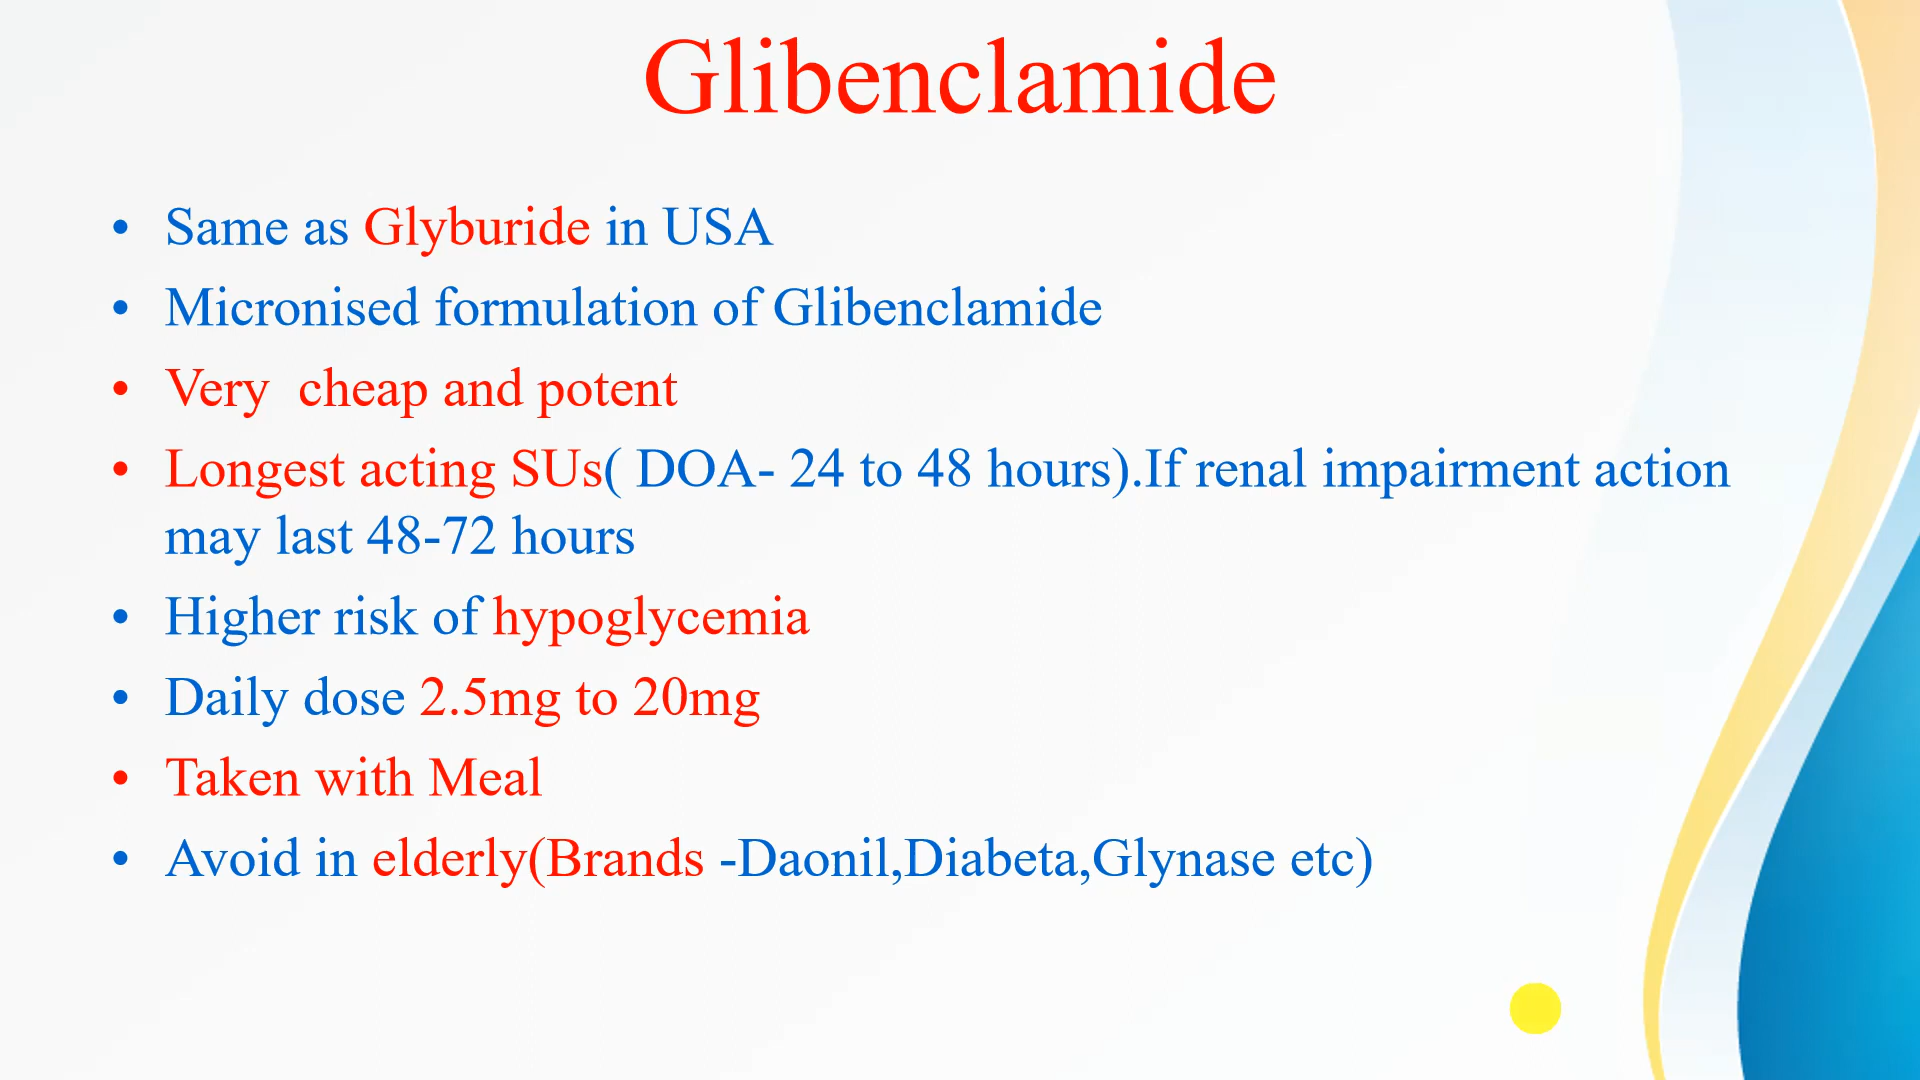 Glibenclamide
• Same as Glyburide in USA
• Micronised formulation of Glibenclamide
• Very  cheap and potent
• Longest acting SUs( DOA- 24 to 48 hours).If renal impairment action
may last 48-72 hours
• Higher risk of hypoglycemia
• Daily dose 2.5mg to 20mg
• Taken with Meal
• Avoid in elderly(Brands -Daonil,Diabeta,Glynase etc)